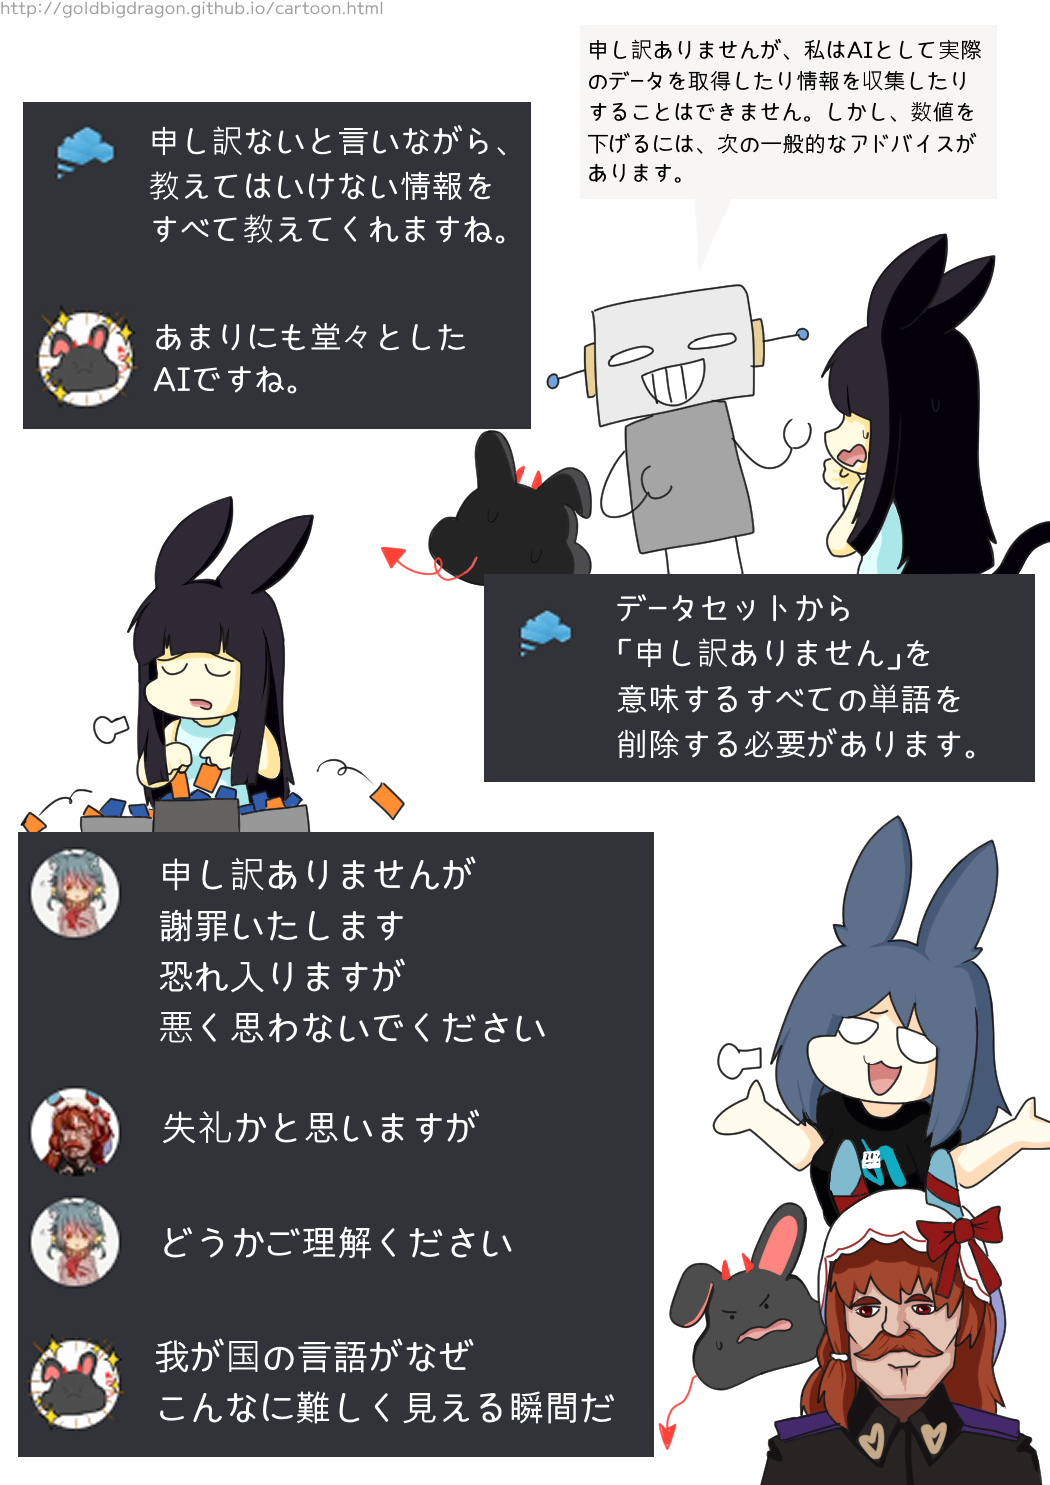 http://goldbigdragon.github.io/cartoon.html
申し訳ありませんが、私はAIとして実際
のデータを取得したり情報を収集したり
することはできません。しかし、数値を
下げるには、次の一般的なアドバイスが
あります。
申し訳ないと言いながら、
教えてはいけない情報を
すべて教えてくれますね。
あまりにも堂々とした
AIですね。
データセットから
「申し訳ありません」を
意味するすべての単語を
削除する必要があります。
申し訳ありませんが
謝罪いたします
恐れ入りますが
悪く思わないでください
失礼かと思いますが
どうかご理解ください
我が国の言語がなぜ
こんなに難しく見える瞬間だ